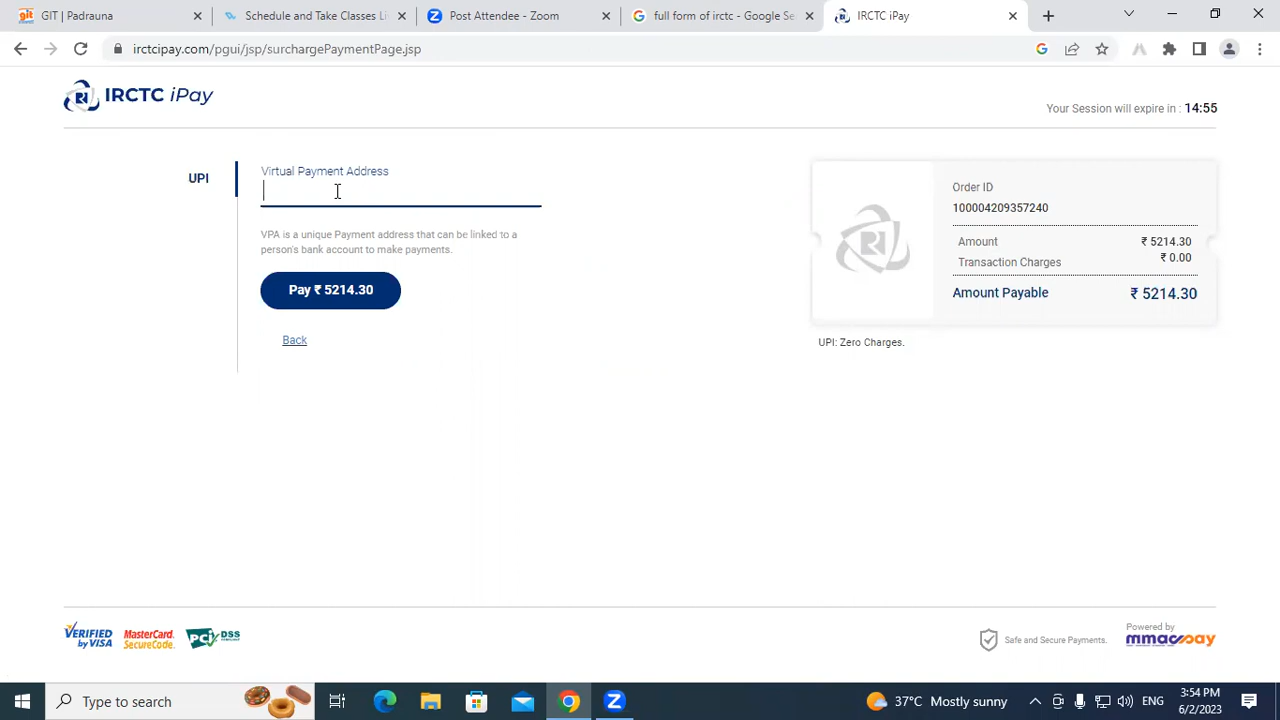 GIT | Padrauna
Schedule and Take Classes Li
Post Attendee - Zoom
full form of irctc - Google Se
IRCTC iPay
irctcipay.com/pgui/jsp/surchargePaymentPage.jsp
IRCTC iPay
Your Session will expire in : 14:55
UPI
Virtual Payment Address
VPA is a unique Payment address that can be linked to a
person's bank account to make payments.
Pay ₹ 5214.30
Back
Order ID
100004209357240
Amount ₹ 5214.30
Transaction Charges ₹ 0.00
Amount Payable ₹ 5214.30
UPI: Zero Charges.
VERIFIED by VISA
MasterCard. SecureCode.
PCI DSS
Safe and Secure Payments.
Powered by
mmadpay
Type to search
37°C Mostly sunny
ENG
3:54 PM
6/2/2023